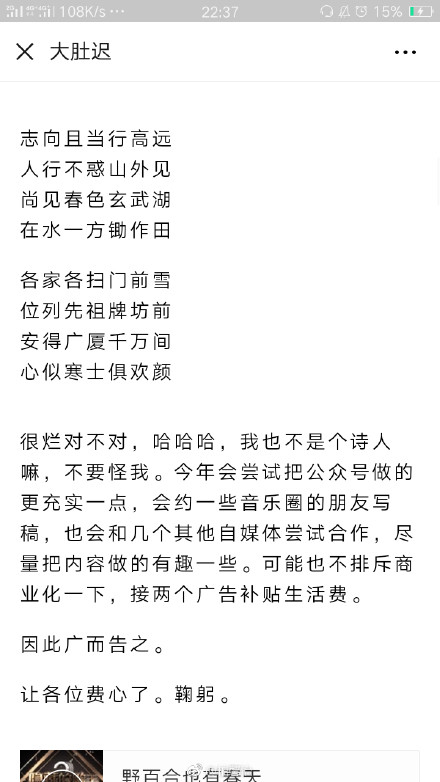 108K/s ···
22:37
15%
大肚迟
志向且当行高远
人行不惑山外见
尚见春色玄武湖
在水一方锄作田
各家各扫门前雪
位列先祖牌坊前
安得广厦千万间
心似寒士俱欢颜
很烂对不对，哈哈哈，我也不是个诗人
嘛，不要怪我。今年会尝试把公众号做的
更充实一点，会约一些音乐圈的朋友写
稿，也会和几个其他自媒体尝试合作，尽
量把内容做的有趣一些。可能也不排斥商
业化一下，接两个广告补贴生活费。
因此广而告之。
让各位费心了。鞠躬。
野百合也有春天